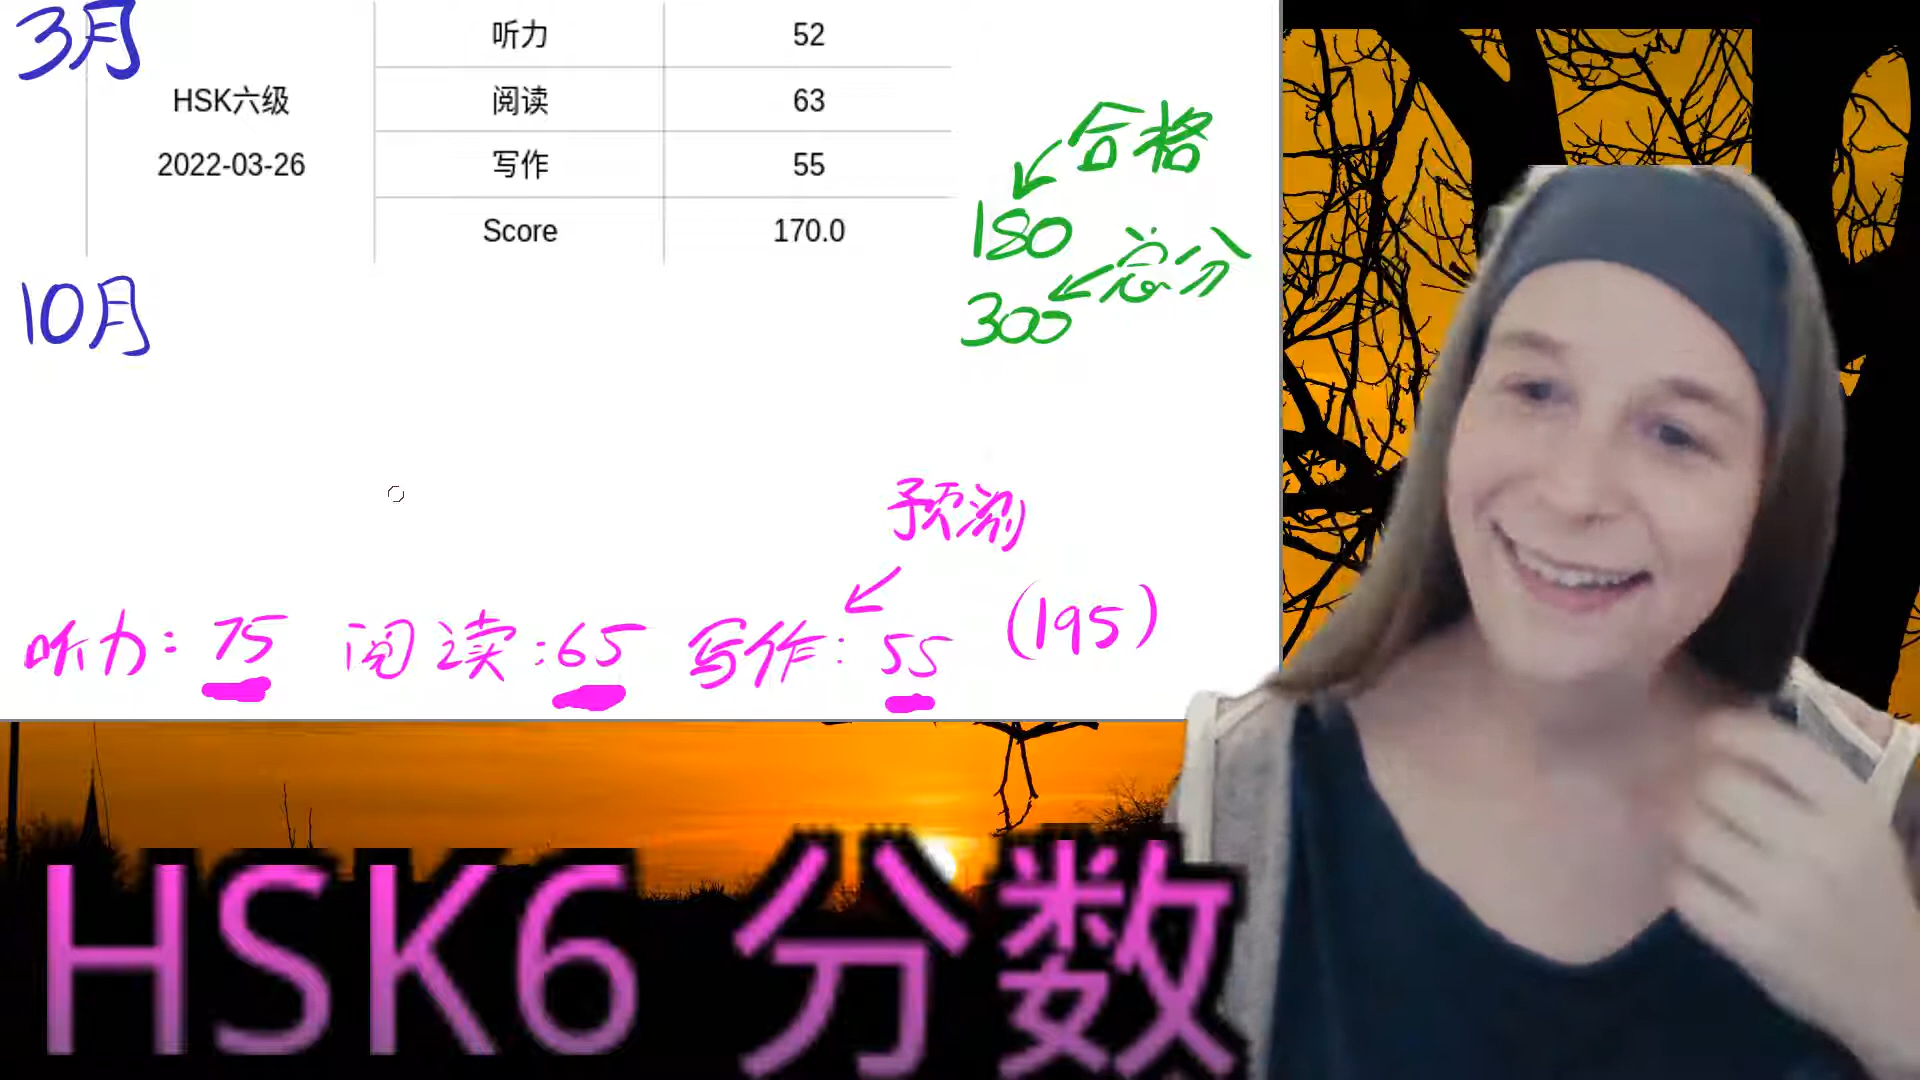 3月
听力 52
HSK六级 阅读 63
2022-03-26 写作 55
Score 170.0
合格
180
总分
300
10月
预测
听力: 75 阅读: 65 写作: 55 (195)
HSK6 分数